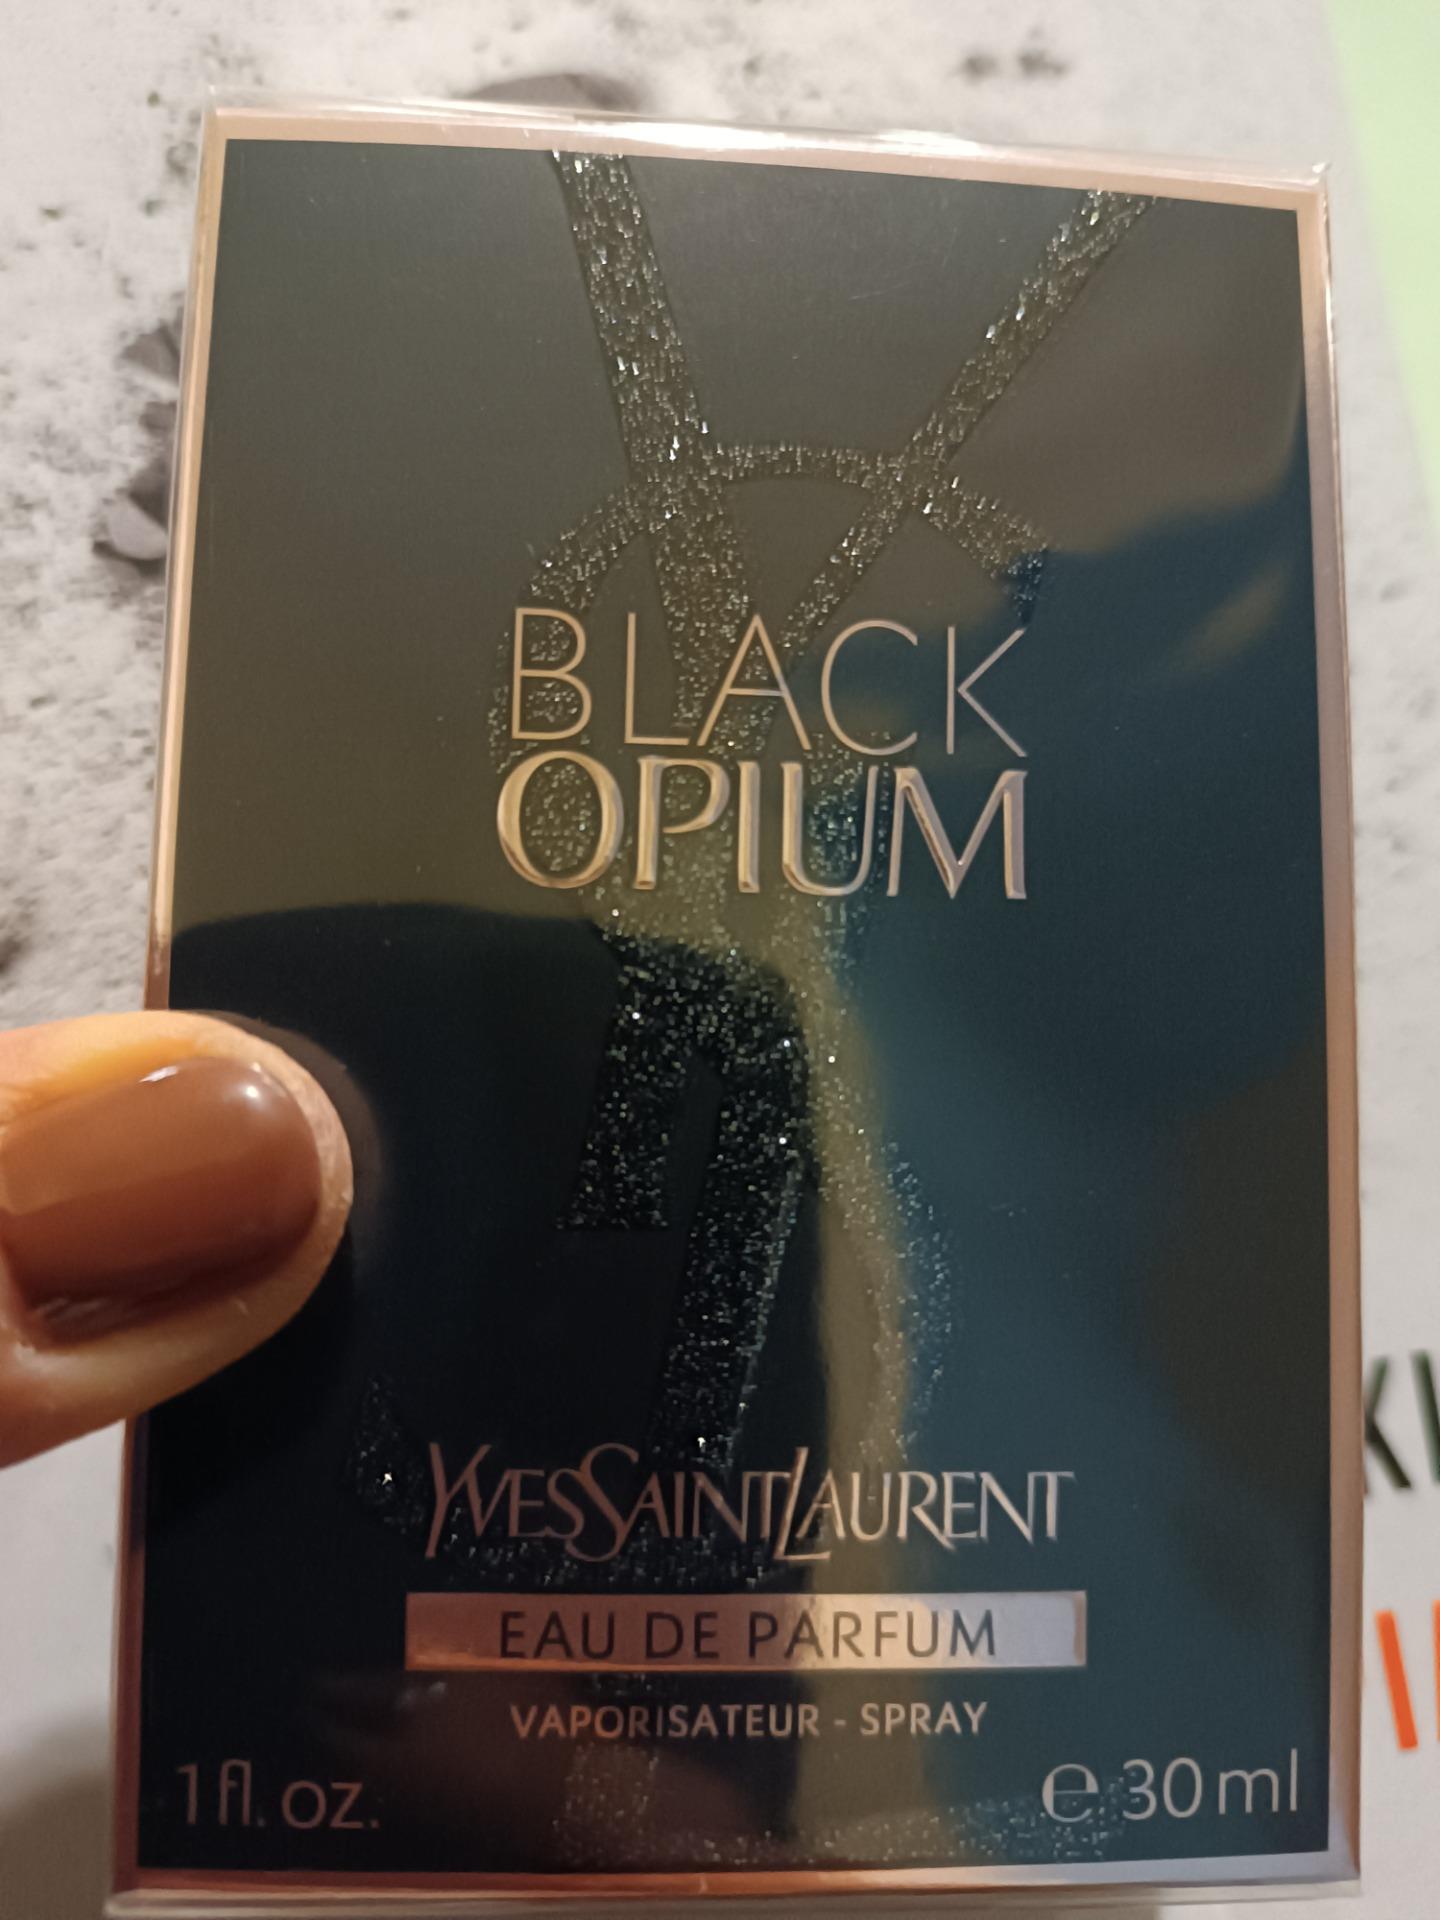 BLACK
OPIUM
YVESSAINTLAURENT
EAU DE PARFUM
VAPORISATEUR - SPRAY
1 fl. oz.
℮ 30 ml